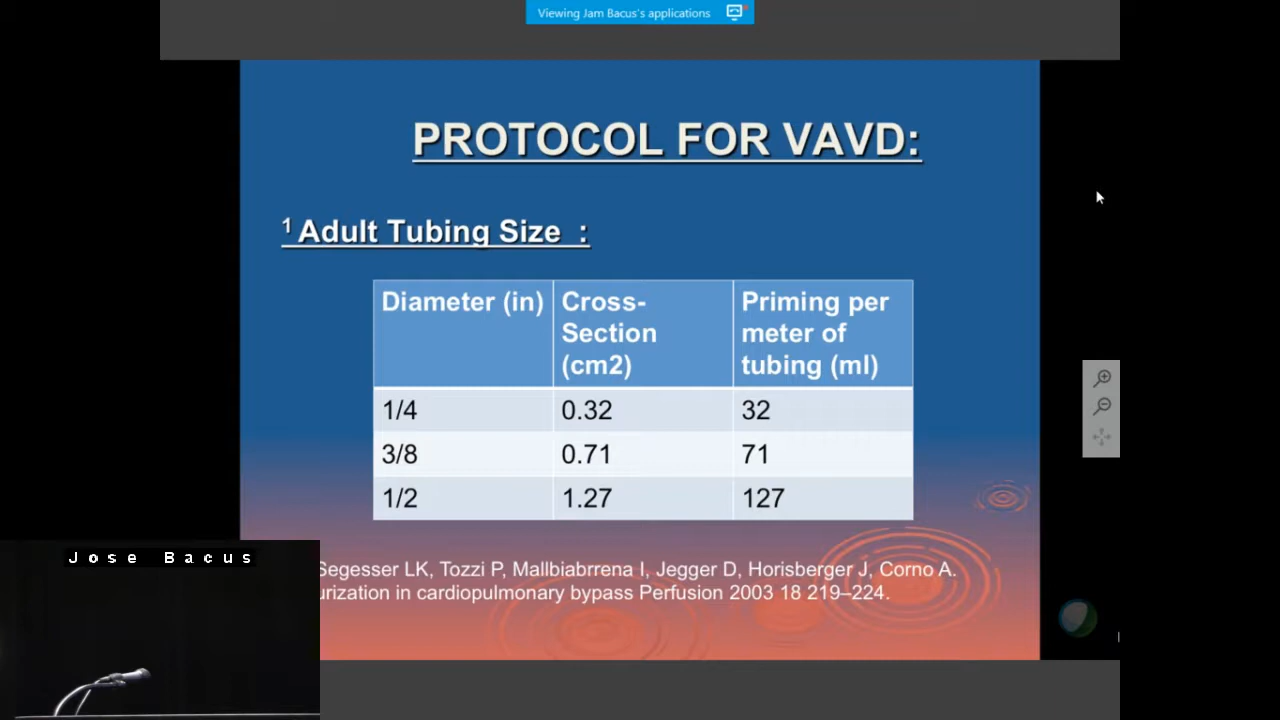 Viewing Jam Bacus's applications
PROTOCOL FOR VAVD:
1 Adult Tubing Size :
Diameter (in) Cross-Section (cm2) Priming per meter of tubing (ml)
1/4 0.32 32
3/8 0.71 71
1/2 1.27 127
Jose Bacus
Segesser LK, Tozzi P, Mallbiabrrena I, Jegger D, Horisberger J, Corno A.
in cardiopulmonary bypass Perfusion 2003 18 219–224.